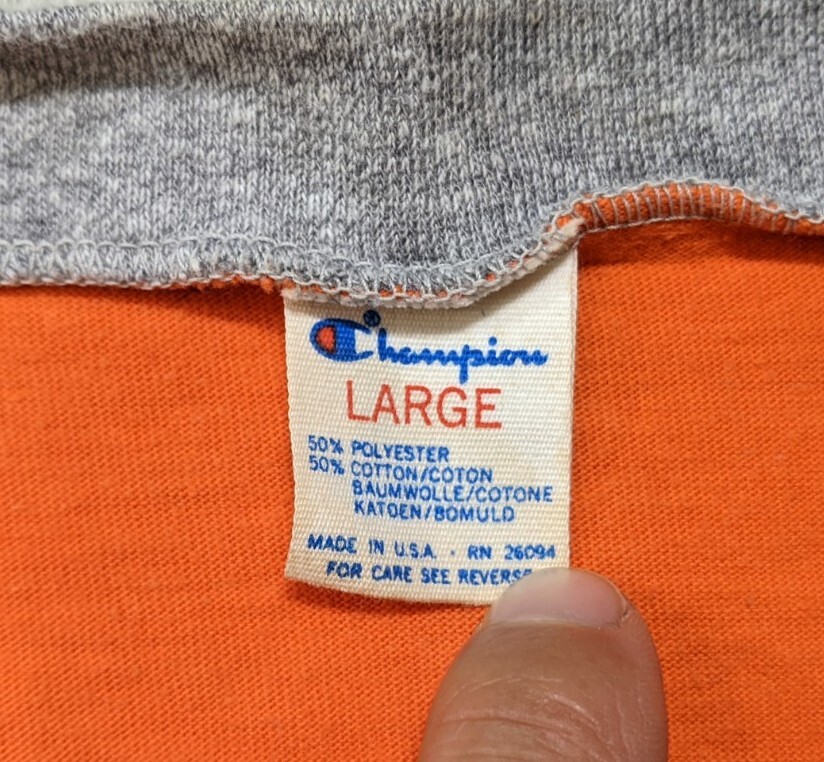 Champion®
LARGE
50% POLYESTER
50% COTTON/COTON
BAUMWOLLE/COTONE
KATOEN/BOMULD
MADE IN U.S.A. · RN 26094
FOR CARE SEE REVERSE